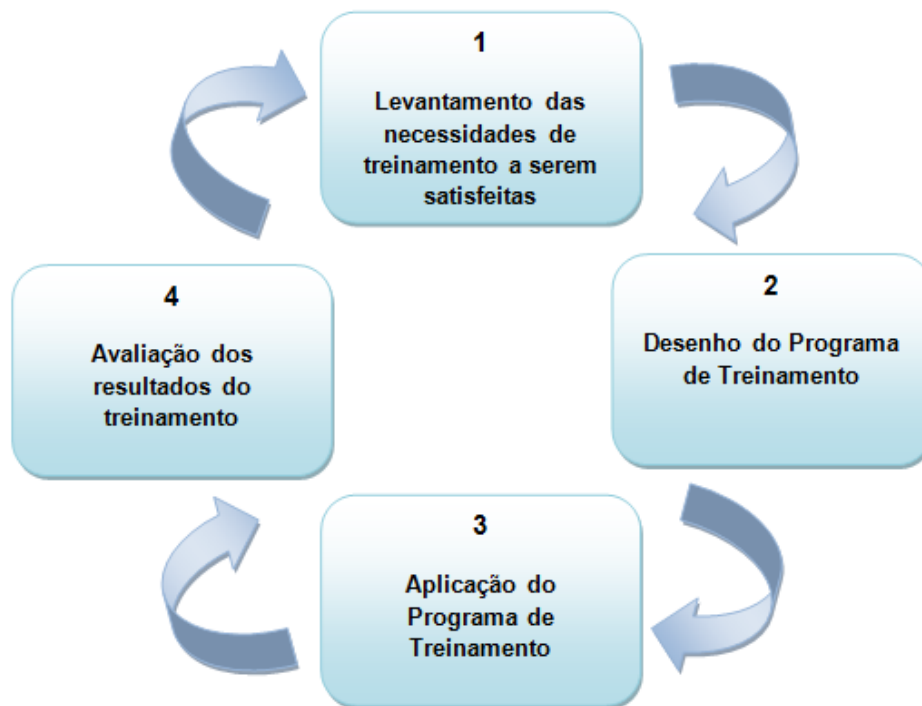 1
Levantamento das
necessidades de
treinamento a serem
satisfeitas
2
Desenho do Programa
de Treinamento
3
Aplicação do
Programa de
Treinamento
4
Avaliação dos
resultados do
treinamento